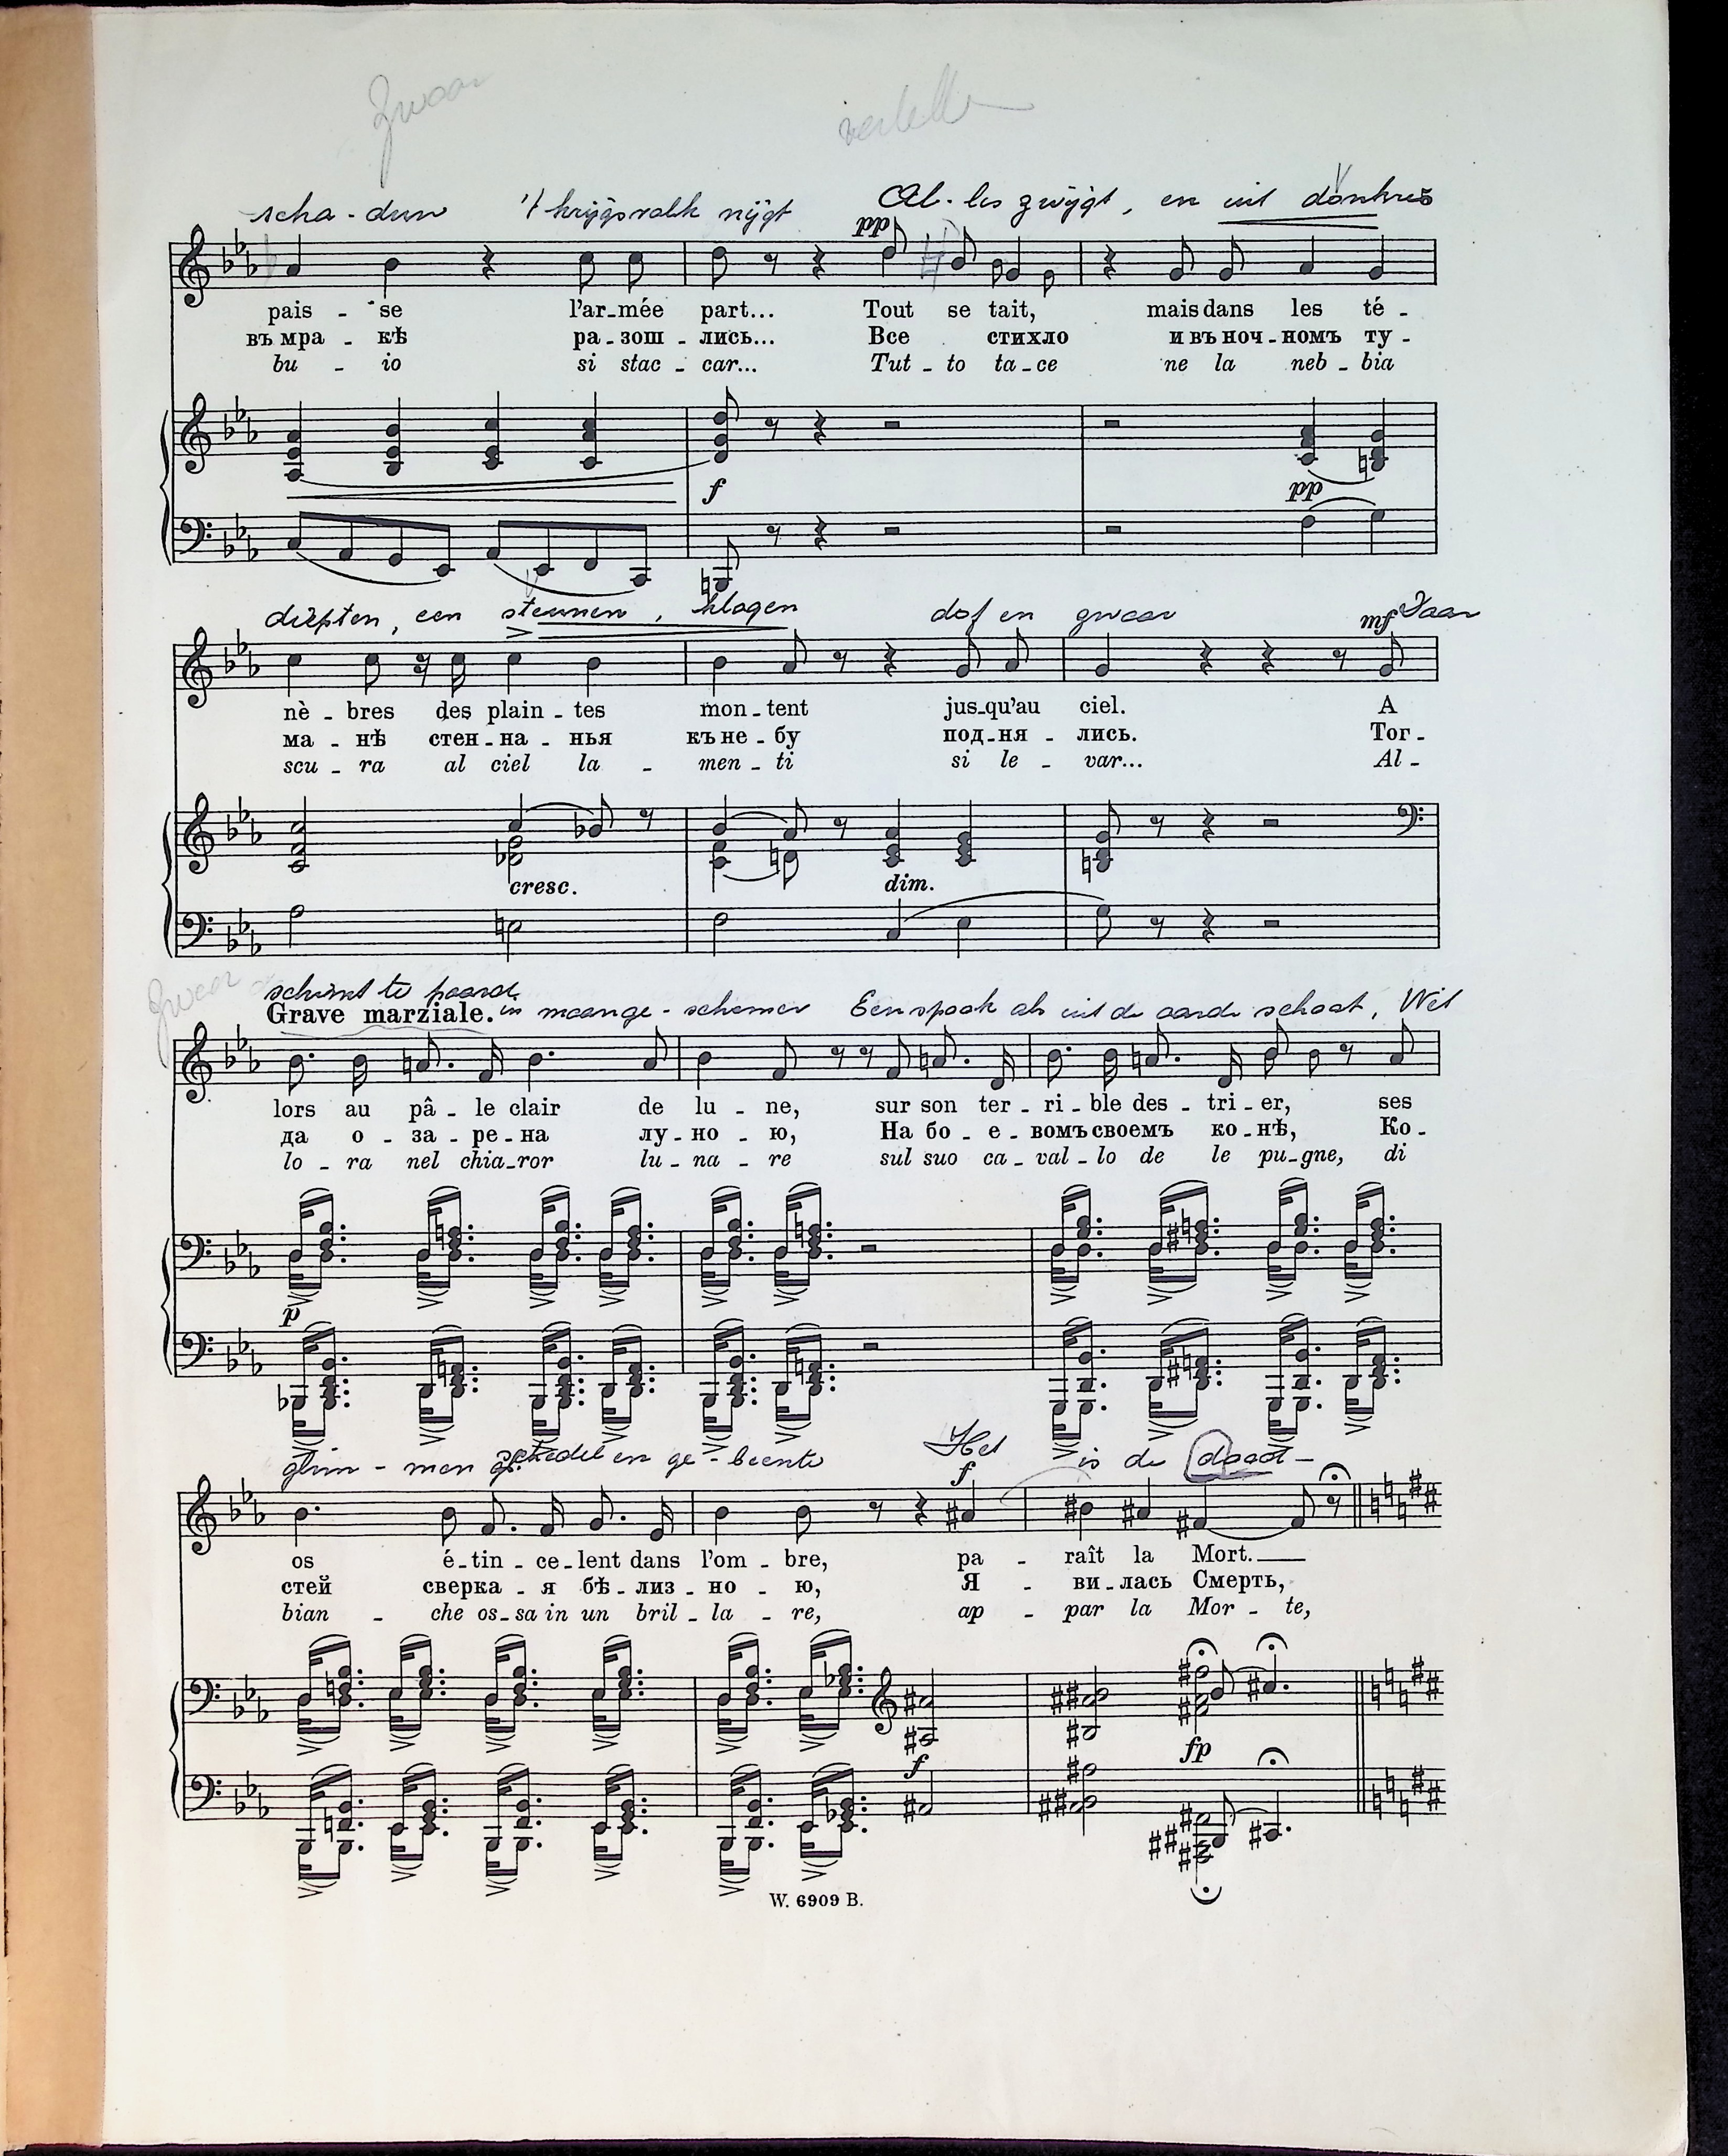 Zwaar
scha - duw 't krijgsvolk nijgt Al - les zwijgt, en uit donkre
pp
pais - se l'ar-mée part... Tout se tait, mais dans les té -
въ мра - кѣ ра - зош - лись... Все стихло и въ ноч - номъ ту -
bu - io si stac - car... Tut - to ta - ce ne la neb - bia
f pp
diepten, een steunen, klagen dof en zwaar Daar
mf
nè - bres des plain - tes mon - tent jus-qu'au ciel. A
ма - нѣ стен - на - нья къ не - бу под - ня - лись. Тог -
scu - ra al ciel la - men - ti si le - var... Al -
cresc. dim.
Zwaar
schimt te paard
Grave marziale. in maange - schemer Een spook als uit de aarde schoot, Wit
lors au pâ - le clair de lu - ne, sur son ter - ri - ble des - tri - er, ses
да о - за - ре - на лу - но - ю, На бо - е - вомъ своемъ ко - нѣ, Ко -
lo - ra nel chia-ror lu - na - re sul suo ca - val - lo de le pu - gne, di
p
glim - men schedel en ge - beente Het is de dood -
f
os é - tin - ce - lent dans l'om - bre, pa - raît la Mort.
стей сверка - я бѣ - лиз - но - ю, Я - ви - лась Смерть,
bian - che os - sa in un bril - la - re, ap - par la Mor - te,
f fp
W. 6909 B.